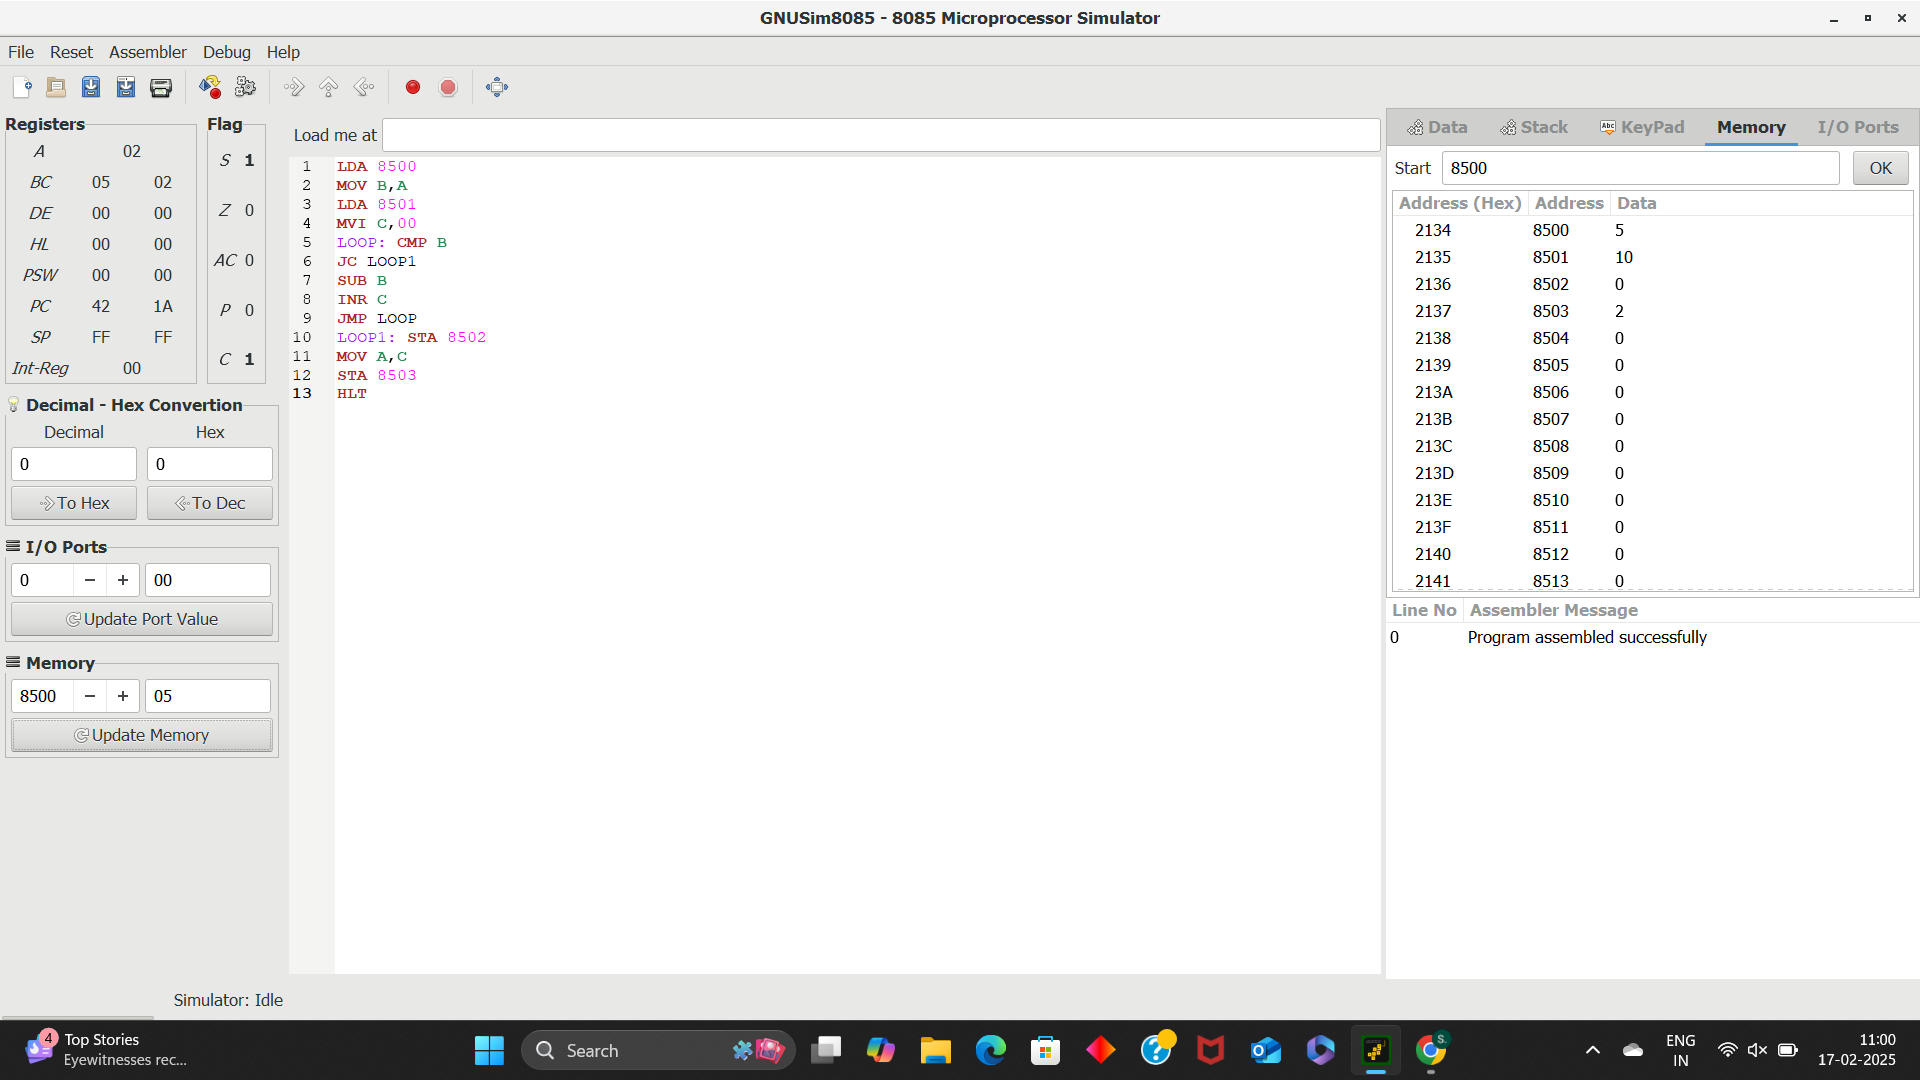 GNUSim8085 - 8085 Microprocessor Simulator
File Reset Assembler Debug Help
Registers
A 02
BC 05 02
DE 00 00
HL 00 00
PSW 00 00
PC 42 1A
SP FF FF
Int-Reg 00
Flag
S 1
Z 0
AC 0
P 0
C 1
Decimal - Hex Convertion
Decimal Hex
0 0
To Hex To Dec
I/O Ports
0 − + 00
Update Port Value
Memory
8500 − + 05
Update Memory
Load me at
1 LDA 8500
2 MOV B,A
3 LDA 8501
4 MVI C,00
5 LOOP: CMP B
6 JC LOOP1
7 SUB B
8 INR C
9 JMP LOOP
10 LOOP1: STA 8502
11 MOV A,C
12 STA 8503
13 HLT
Data Stack Abc KeyPad Memory I/O Ports
Start 8500 OK
Address (Hex) Address Data
2134 8500 5
2135 8501 10
2136 8502 0
2137 8503 2
2138 8504 0
2139 8505 0
213A 8506 0
213B 8507 0
213C 8508 0
213D 8509 0
213E 8510 0
213F 8511 0
2140 8512 0
2141 8513 0
Line No Assembler Message
0 Program assembled successfully
Simulator: Idle
4 Top Stories
Eyewitnesses rec...
Search
S.
ENG
IN
11:00
17-02-2025